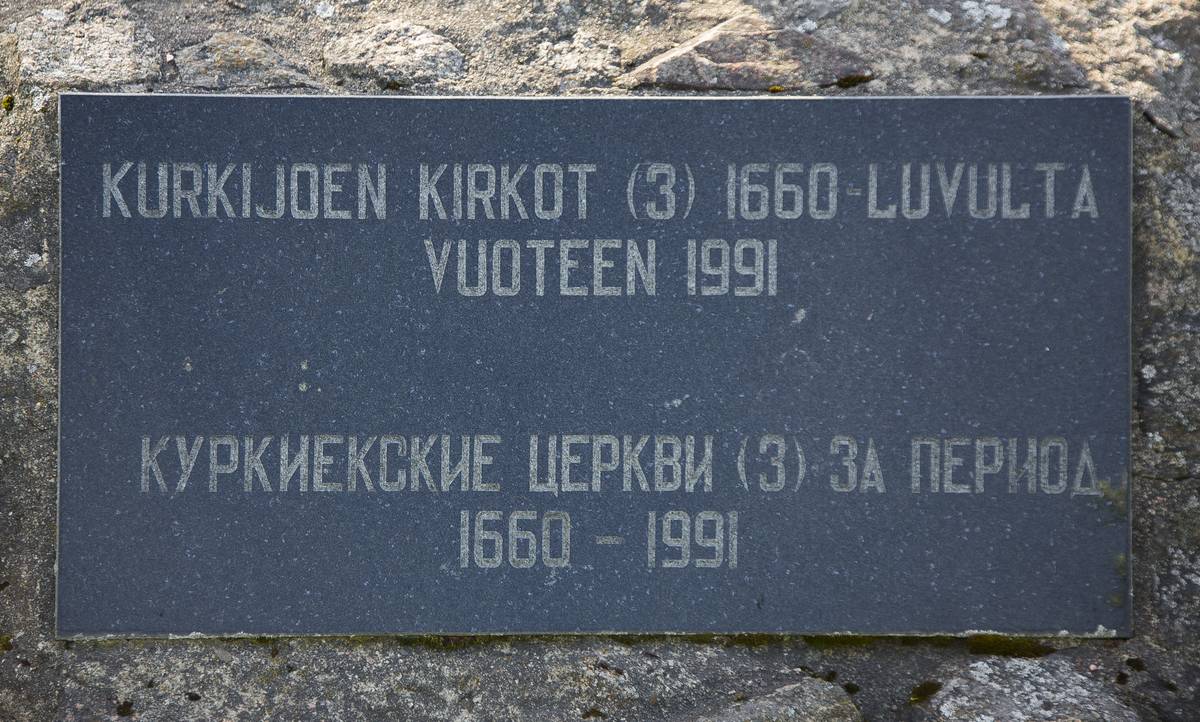 KURKIJOEN KIRKOT (3) 1660-LUVULTA
VUOTEEN 1991
КУРКИЕКСКИЕ ЦЕРКВИ (3) ЗА ПЕРИОД
1660 – 1991